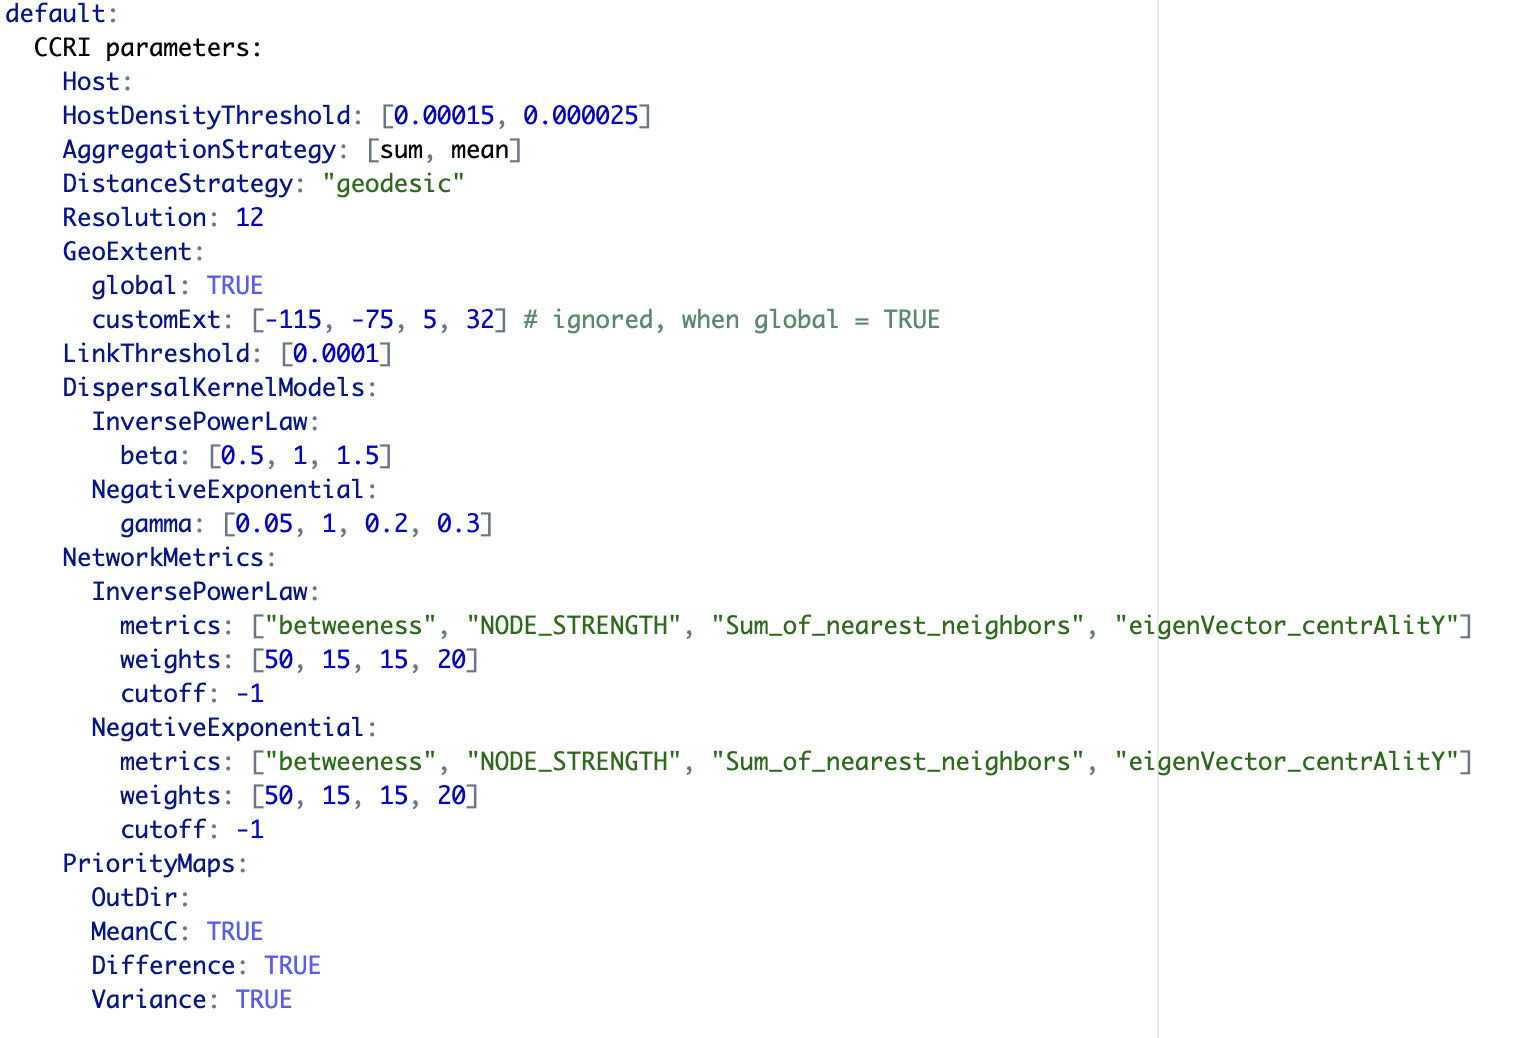 default:
  CCRI parameters:
    Host:
    HostDensityThreshold: [0.00015, 0.000025]
    AggregationStrategy: [sum, mean]
    DistanceStrategy: "geodesic"
    Resolution: 12
    GeoExtent:
      global: TRUE
      customExt: [-115, -75, 5, 32] # ignored, when global = TRUE
    LinkThreshold: [0.0001]
    DispersalKernelModels:
      InversePowerLaw:
        beta: [0.5, 1, 1.5]
      NegativeExponential:
        gamma: [0.05, 1, 0.2, 0.3]
    NetworkMetrics:
      InversePowerLaw:
        metrics: ["betweeness", "NODE_STRENGTH", "Sum_of_nearest_neighbors", "eigenVector_centrAlitY"]
        weights: [50, 15, 15, 20]
        cutoff: -1
      NegativeExponential:
        metrics: ["betweeness", "NODE_STRENGTH", "Sum_of_nearest_neighbors", "eigenVector_centrAlitY"]
        weights: [50, 15, 15, 20]
        cutoff: -1
    PriorityMaps:
      OutDir:
      MeanCC: TRUE
      Difference: TRUE
      Variance: TRUE